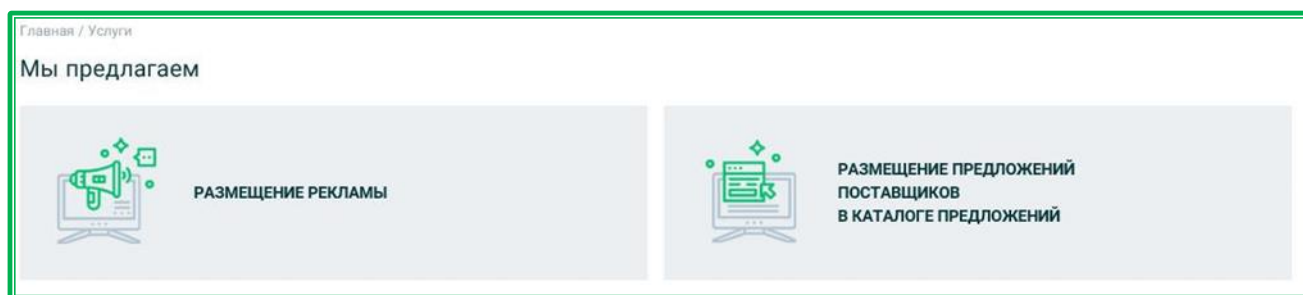 Главная / Услуги
Мы предлагаем
РАЗМЕЩЕНИЕ РЕКЛАМЫ
РАЗМЕЩЕНИЕ ПРЕДЛОЖЕНИЙ
ПОСТАВЩИКОВ
В КАТАЛОГЕ ПРЕДЛОЖЕНИЙ